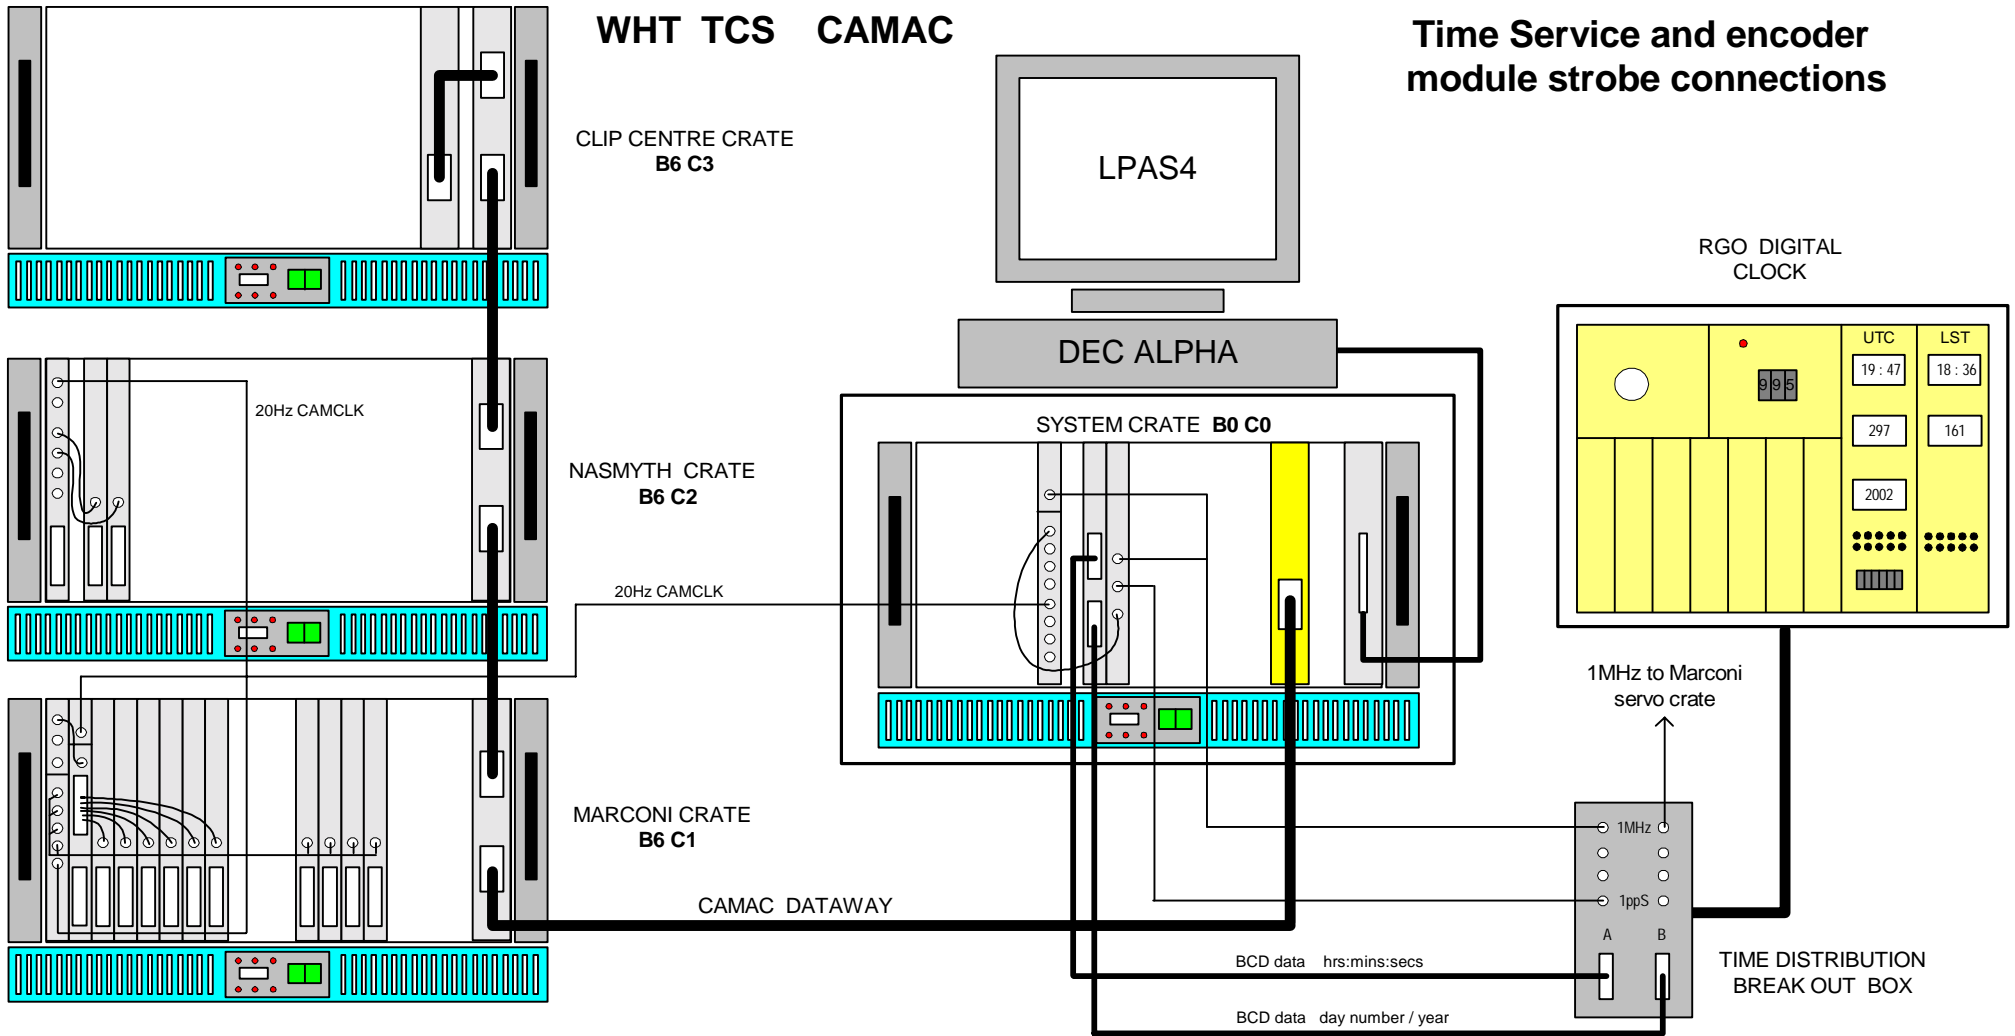 WHT TCS CAMAC
Time Service and encoder
module strobe connections
CLIP CENTRE CRATE
B6 C3
LPAS4
DEC ALPHA
RGO DIGITAL
CLOCK
UTC
LST
19 : 47
18 : 36
995
297
161
2002
20Hz CAMCLK
SYSTEM CRATE B0 C0
NASMYTH CRATE
B6 C2
20Hz CAMCLK
1MHz to Marconi
servo crate
MARCONI CRATE
B6 C1
1MHz
1ppS
A
B
CAMAC DATAWAY
BCD data hrs:mins:secs
TIME DISTRIBUTION
BREAK OUT BOX
BCD data day number / year